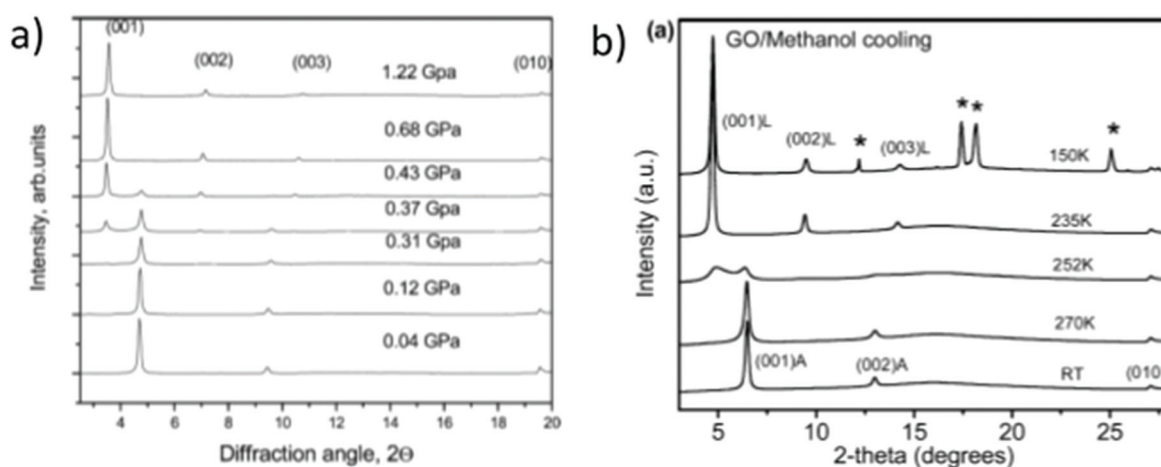 a)
(001)
(002)
(003)
(010)
1.22 Gpa
0.68 GPa
0.43 GPa
0.37 Gpa
0.31 Gpa
0.12 GPa
0.04 GPa
Intensity, arb.units
4 6 8 10 12 14 16 18 20
Diffraction angle, 2Θ
b)
(a)
GO/Methanol cooling
(001)L
(002)L
*
(003)L
* *
*
150K
235K
252K
270K
(001)A
(002)A
RT
(010
Intensity (a.u.)
5 10 15 20 25
2-theta (degrees)